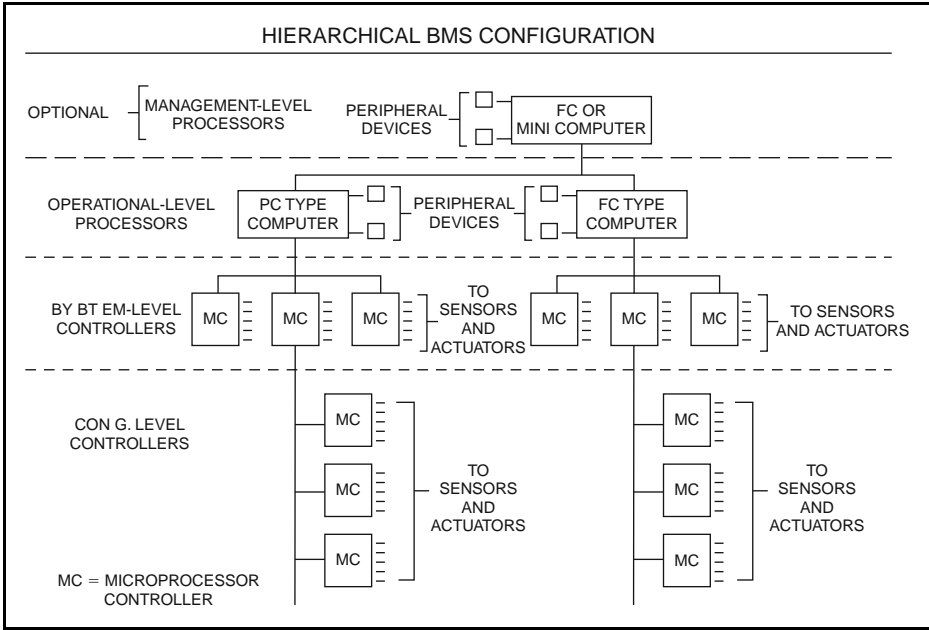 HIERARCHICAL BMS CONFIGURATION
OPTIONAL
MANAGEMENT-LEVEL
PROCESSORS
PERIPHERAL
DEVICES
FC OR
MINI COMPUTER
OPERATIONAL-LEVEL
PROCESSORS
PC TYPE
COMPUTER
PERIPHERAL
DEVICES
FC TYPE
COMPUTER
BY BT EM-LEVEL
CONTROLLERS
MC
MC
MC
TO
SENSORS
AND
ACTUATORS
MC
MC
MC
TO SENSORS
AND ACTUATORS
CON G. LEVEL
CONTROLLERS
MC
MC
MC
TO
SENSORS
AND
ACTUATORS
MC
MC
MC
TO
SENSORS
AND
ACTUATORS
MC = MICROPROCESSOR
CONTROLLER